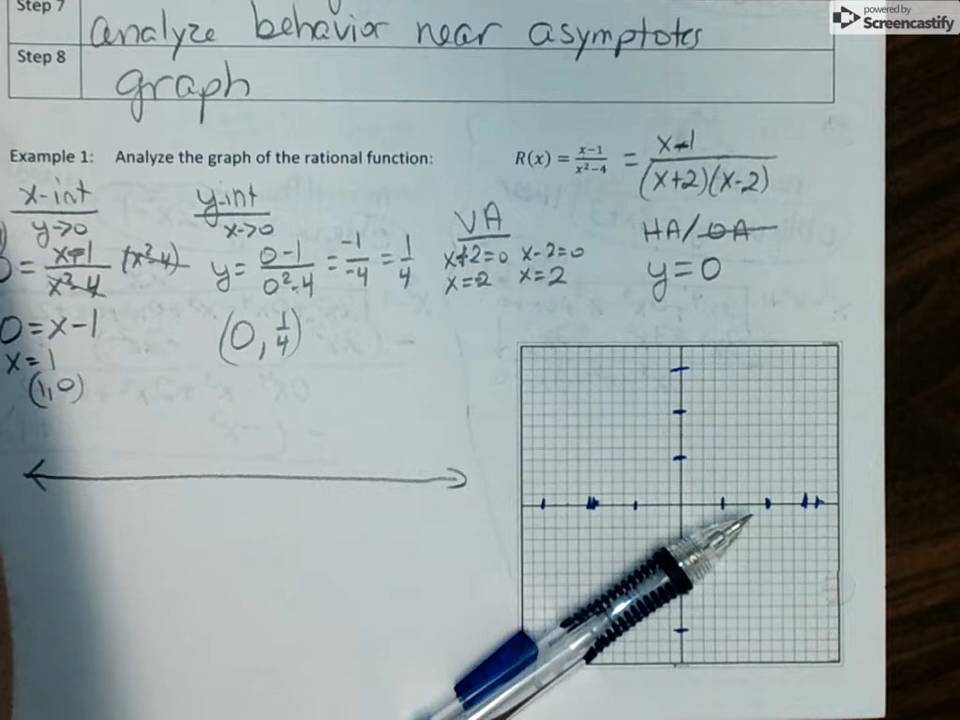 Step 7 analyze behavior near asymptotes
powered by
Screencastify
Step 8 graph
Example 1: Analyze the graph of the rational function: R(x) = x-1/x²-4 = x-1/(x+2)(x-2)
x-int
y→0
= x-1/x²-4 (x²-4)
0 = x-1
x=1
(1,0)
y-int
x→0
y = 0-1/0²-4 = -1/-4 = 1/4
(0, 1/4)
VA
x+2=0 x-2=0
x=-2 x=2
HA/OA
y=0